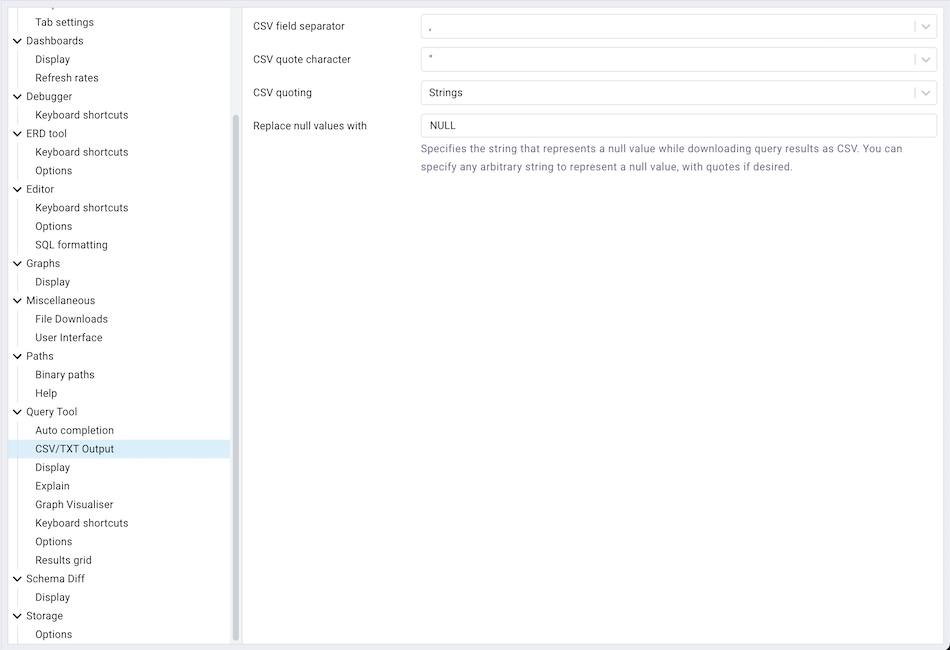 Tab settings
Dashboards
Display
Refresh rates
Debugger
Keyboard shortcuts
ERD tool
Keyboard shortcuts
Options
Editor
Keyboard shortcuts
Options
SQL formatting
Graphs
Display
Miscellaneous
File Downloads
User Interface
Paths
Binary paths
Help
Query Tool
Auto completion
CSV/TXT Output
Display
Explain
Graph Visualiser
Keyboard shortcuts
Options
Results grid
Schema Diff
Display
Storage
Options
CSV field separator ,
CSV quote character "
CSV quoting Strings
Replace null values with NULL
Specifies the string that represents a null value while downloading query results as CSV. You can
specify any arbitrary string to represent a null value, with quotes if desired.